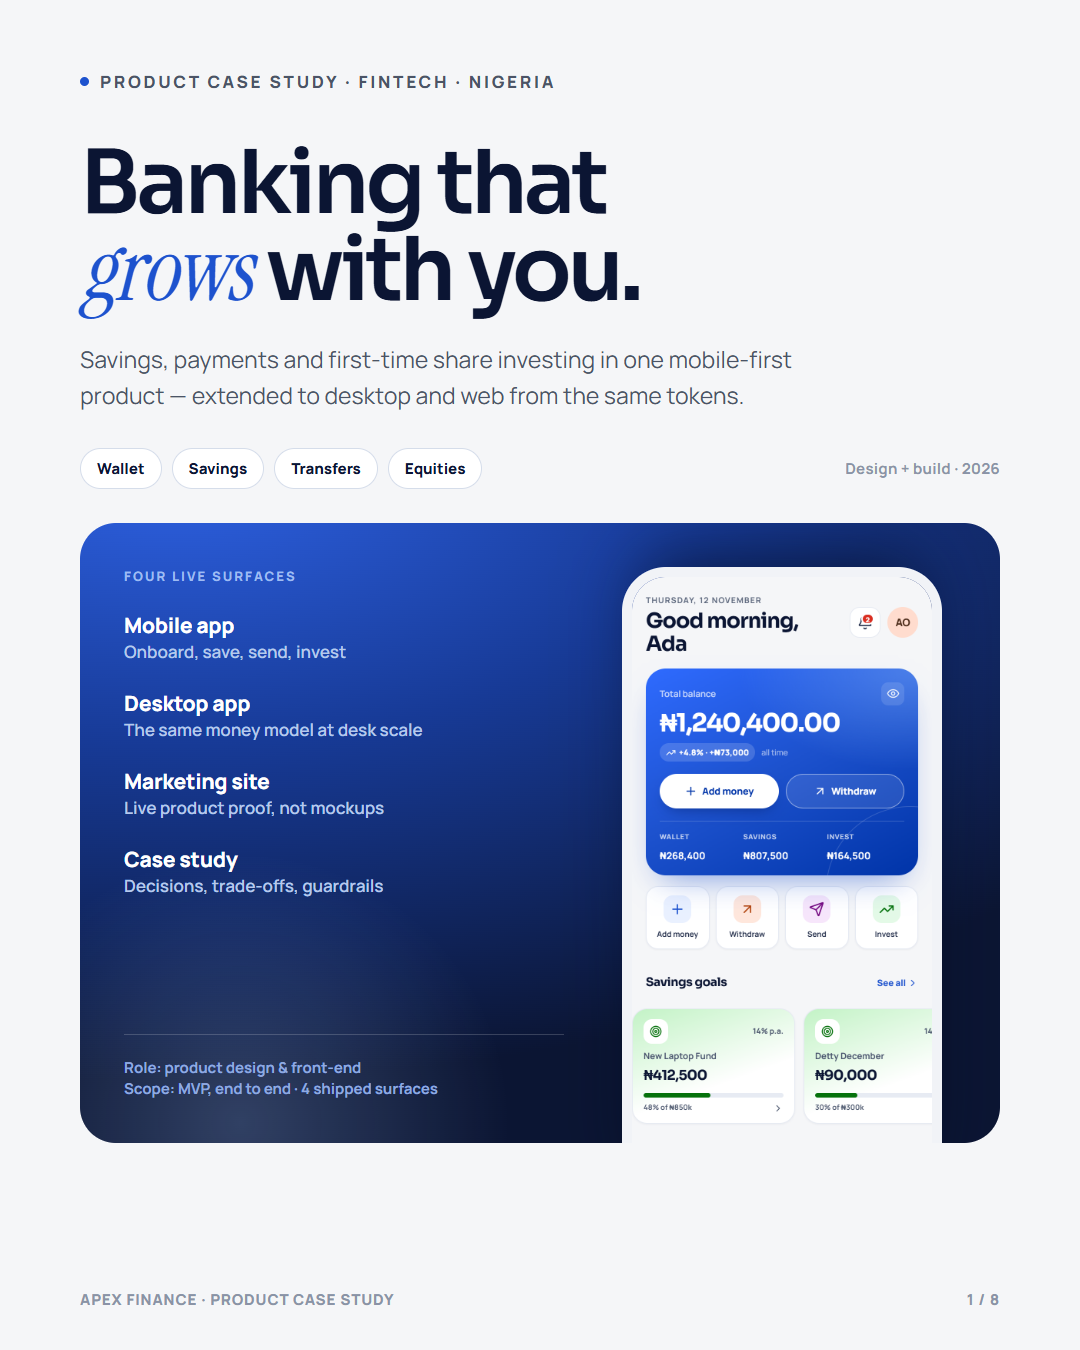 PRODUCT CASE STUDY · FINTECH · NIGERIA
Banking that
grows with you.
Savings, payments and first-time share investing in one mobile-first
product — extended to desktop and web from the same tokens.
Wallet Savings Transfers Equities
Design + build · 2026
FOUR LIVE SURFACES
Mobile app
Onboard, save, send, invest
Desktop app
The same money model at desk scale
Marketing site
Live product proof, not mockups
Case study
Decisions, trade-offs, guardrails
Role: product design & front-end
Scope: MVP, end to end · 4 shipped surfaces
THURSDAY, 12 NOVEMBER
Good morning,
Ada
2
AO
Total balance
₦1,240,400.00
+4.8% · +₦73,000 all time
Add money Withdraw
WALLET SAVINGS INVEST
₦268,400 ₦807,500 ₦164,500
Add money Withdraw Send Invest
Savings goals See all
14% p.a. 14
New Laptop Fund Detty December
₦412,500 ₦90,000
48% of ₦850k 30% of ₦300k
APEX FINANCE · PRODUCT CASE STUDY
1 / 8